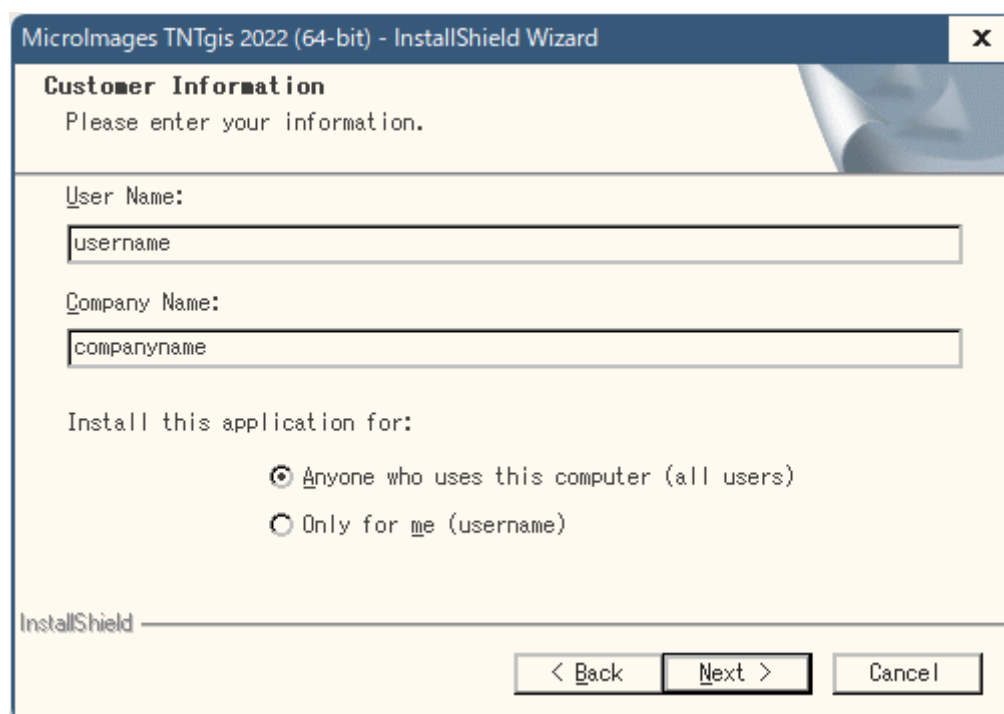 MicroImages TNTgis 2022 (64-bit) - InstallShield Wizard
X
Customer Information
Please enter your information.
User Name:
username
Company Name:
companyname
Install this application for:
Anyone who uses this computer (all users)
Only for me (username)
InstallShield
< Back
Next >
Cancel